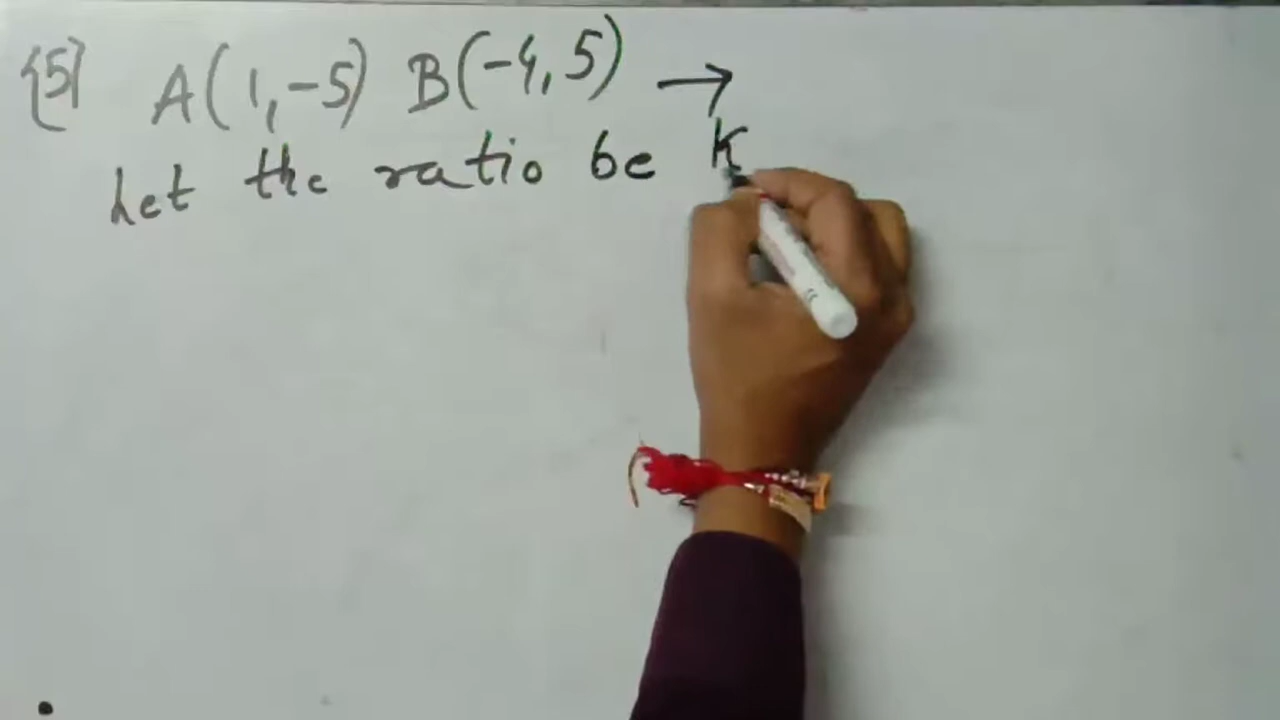 {5} A(1,-5) B(-4,5) →
Let the ratio be K